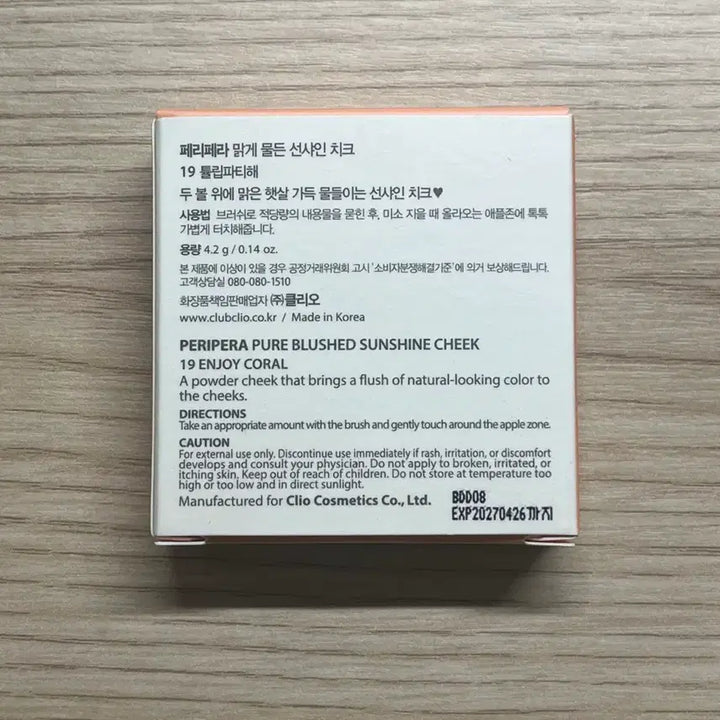 페리페라 맑게 물든 선샤인 치크
19 튤립파티해
두 볼 위에 맑은 햇살 가득 물들이는 선샤인 치크♥
사용법 브러쉬로 적당량의 내용물을 묻힌 후, 미소 지을 때 올라오는 애플존에 톡톡
가볍게 터치해줍니다.
용량 4.2 g / 0.14 oz.
본 제품에 이상이 있을 경우 공정거래위원회 고시 '소비자분쟁해결기준'에 의거 보상해드립니다.
고객상담실 080-080-1510
화장품책임판매업자 ㈜클리오
www.clubclio.co.kr / Made in Korea
PERIPERA PURE BLUSHED SUNSHINE CHEEK
19 ENJOY CORAL
A powder cheek that brings a flush of natural-looking color to
the cheeks.
DIRECTIONS
Take an appropriate amount with the brush and gently touch around the apple zone.
CAUTION
For external use only. Discontinue use immediately if rash, irritation, or discomfort
develops and consult your physician. Do not apply to broken, irritated, or
itching skin. Keep out of reach of children. Do not store at temperature too
high or too low and in direct sunlight.
Manufactured for Clio Cosmetics Co., Ltd.
BDD08
EXP20270426까지